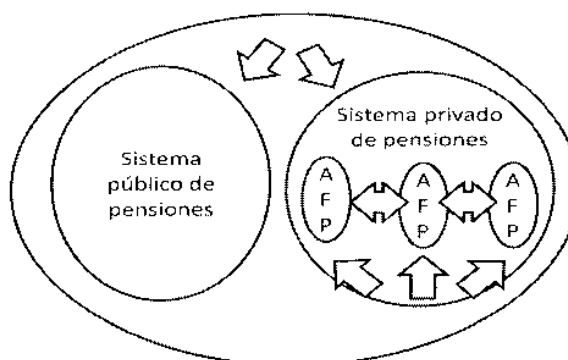 Sistema
público de
pensiones
Sistema privado
de pensiones
A
F
P
A
F
P
A
F
P